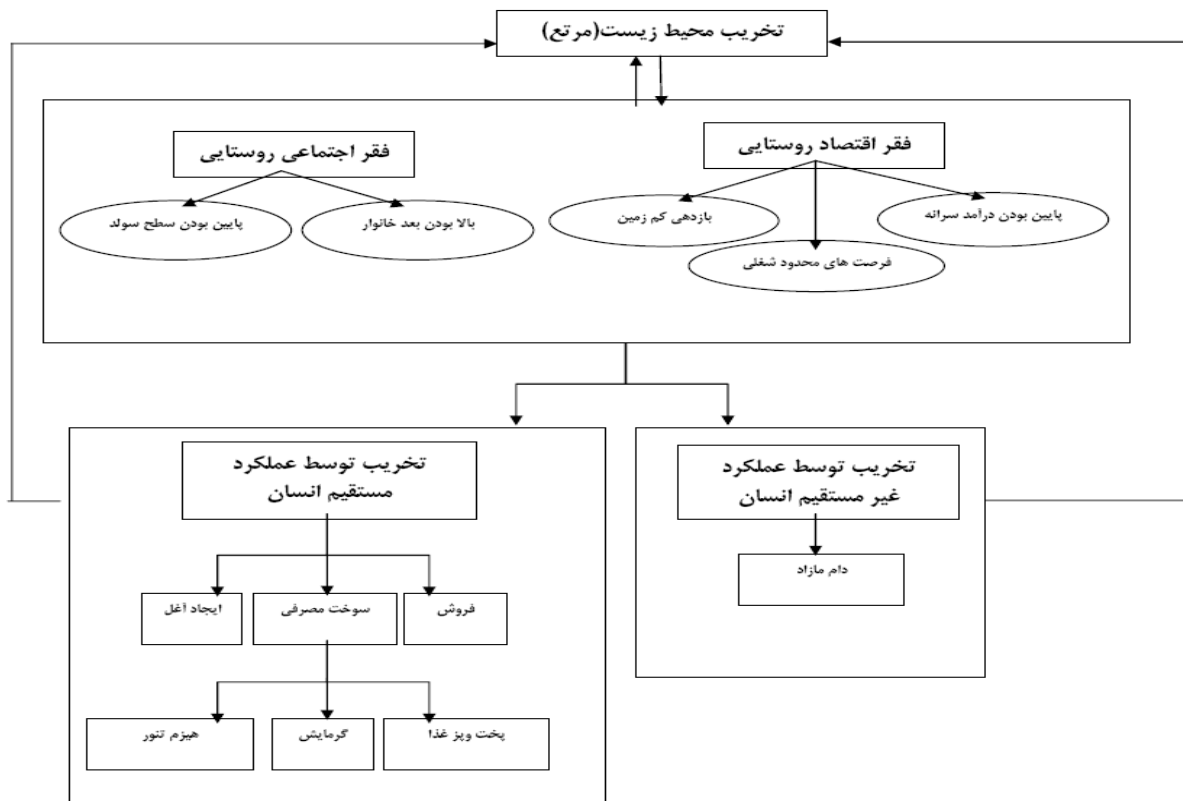 تخریب محیط زیست(مرتع)
فقر اقتصاد روستایی
فقر اجتماعی روستایی
پایین بودن درآمد سرانه
بازدهی کم زمین
بالا بودن بعد خانوار
پایین بودن سطح سولد
فرصت های محدود شغلی
تخریب توسط عملکرد
غیر مستقیم انسان
تخریب توسط عملکرد
مستقیم انسان
دام مازاد
فروش
سوخت مصرفی
ایجاد آغل
پخت وپز غذا
گرمایش
هیزم تنور